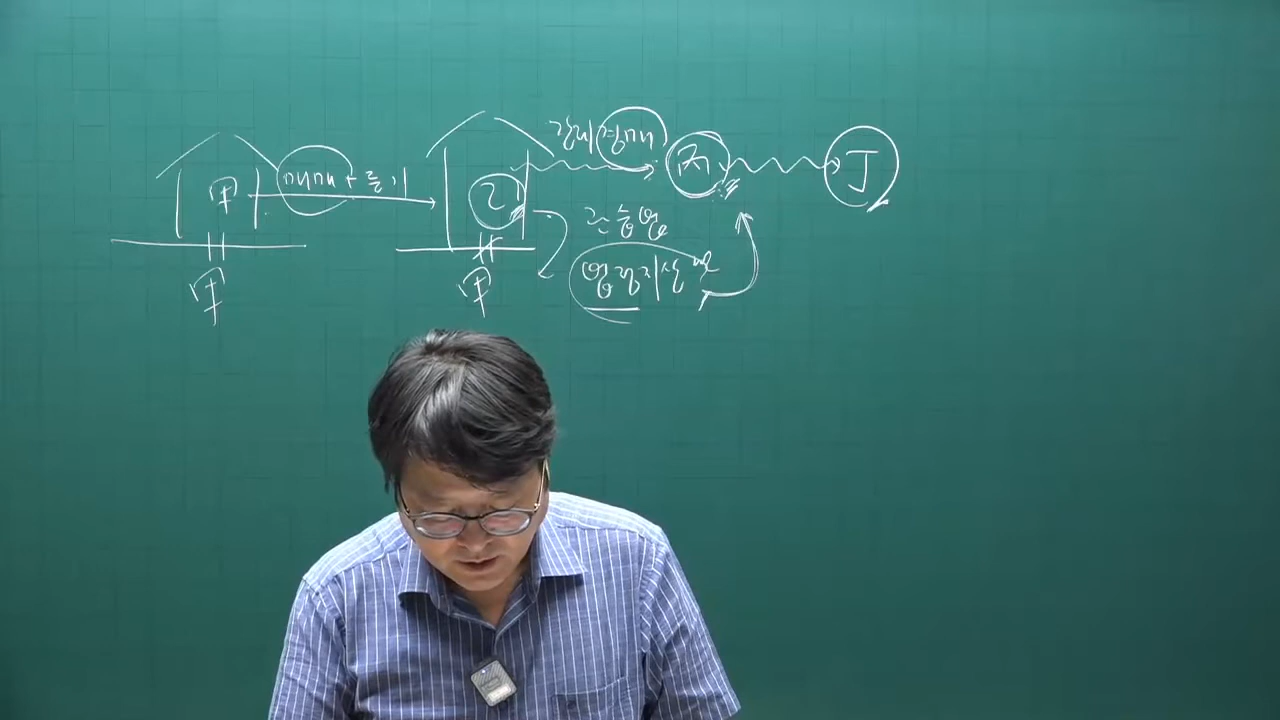 강제경매
甲 매매+등기 乙 丙 丁
관습법
법정지상권
甲 甲